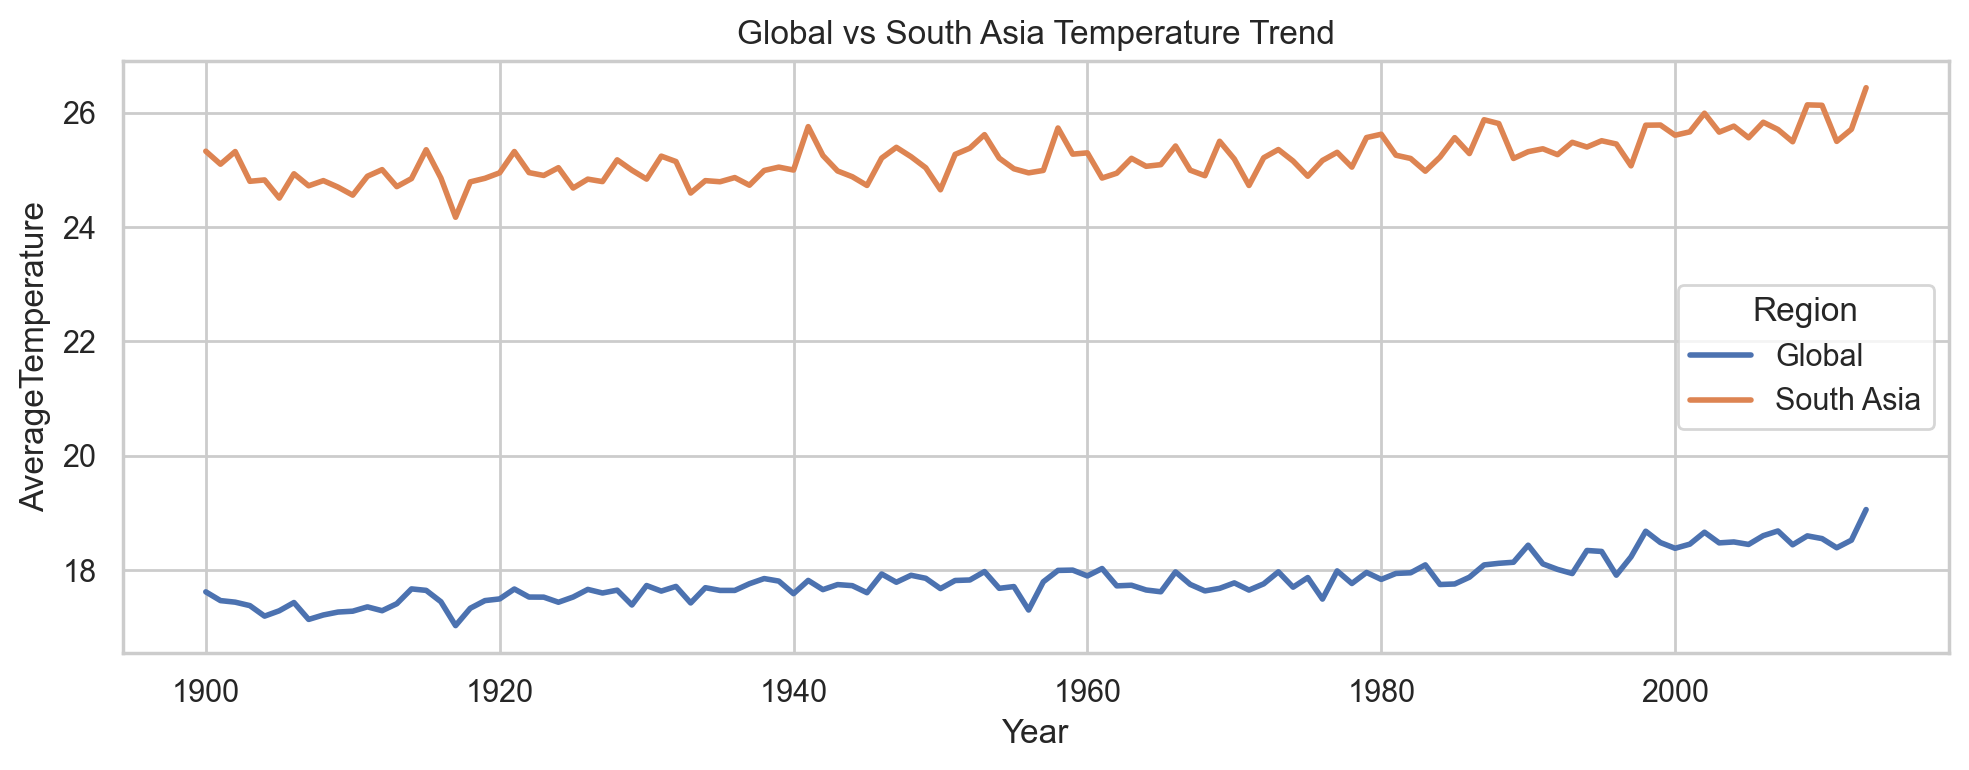 Global vs South Asia Temperature Trend
AverageTemperature
26
24
22
20
18
Region
Global
South Asia
1900
1920
1940
1960
1980
2000
Year